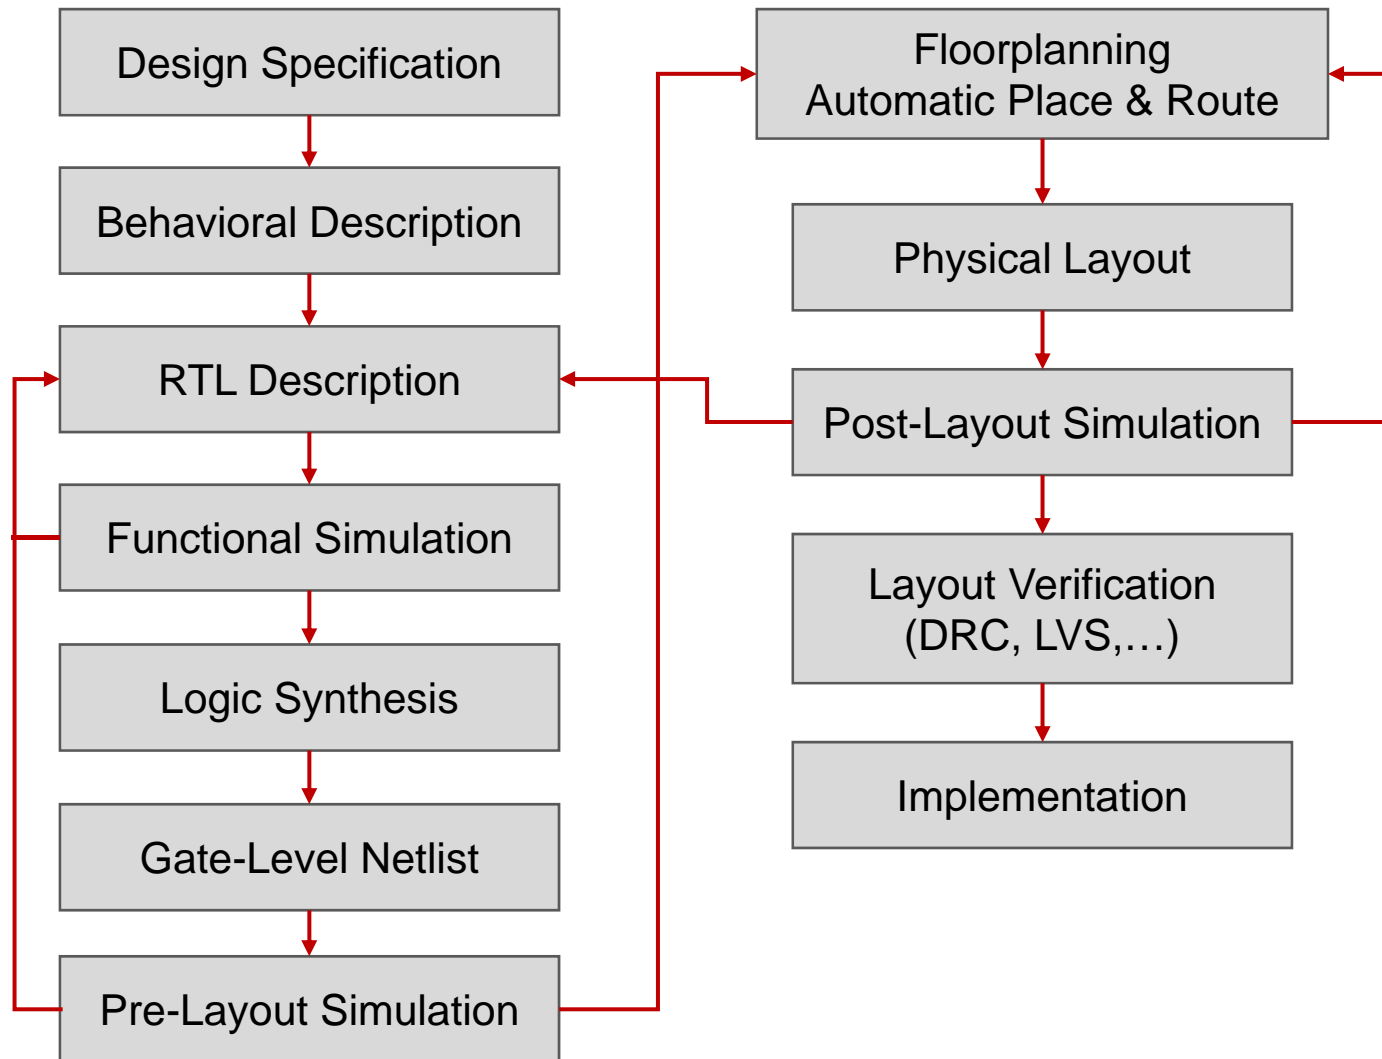 Design Specification
Behavioral Description
RTL Description
Functional Simulation
Logic Synthesis
Gate-Level Netlist
Pre-Layout Simulation
Floorplanning
Automatic Place & Route
Physical Layout
Post-Layout Simulation
Layout Verification
(DRC, LVS,…)
Implementation